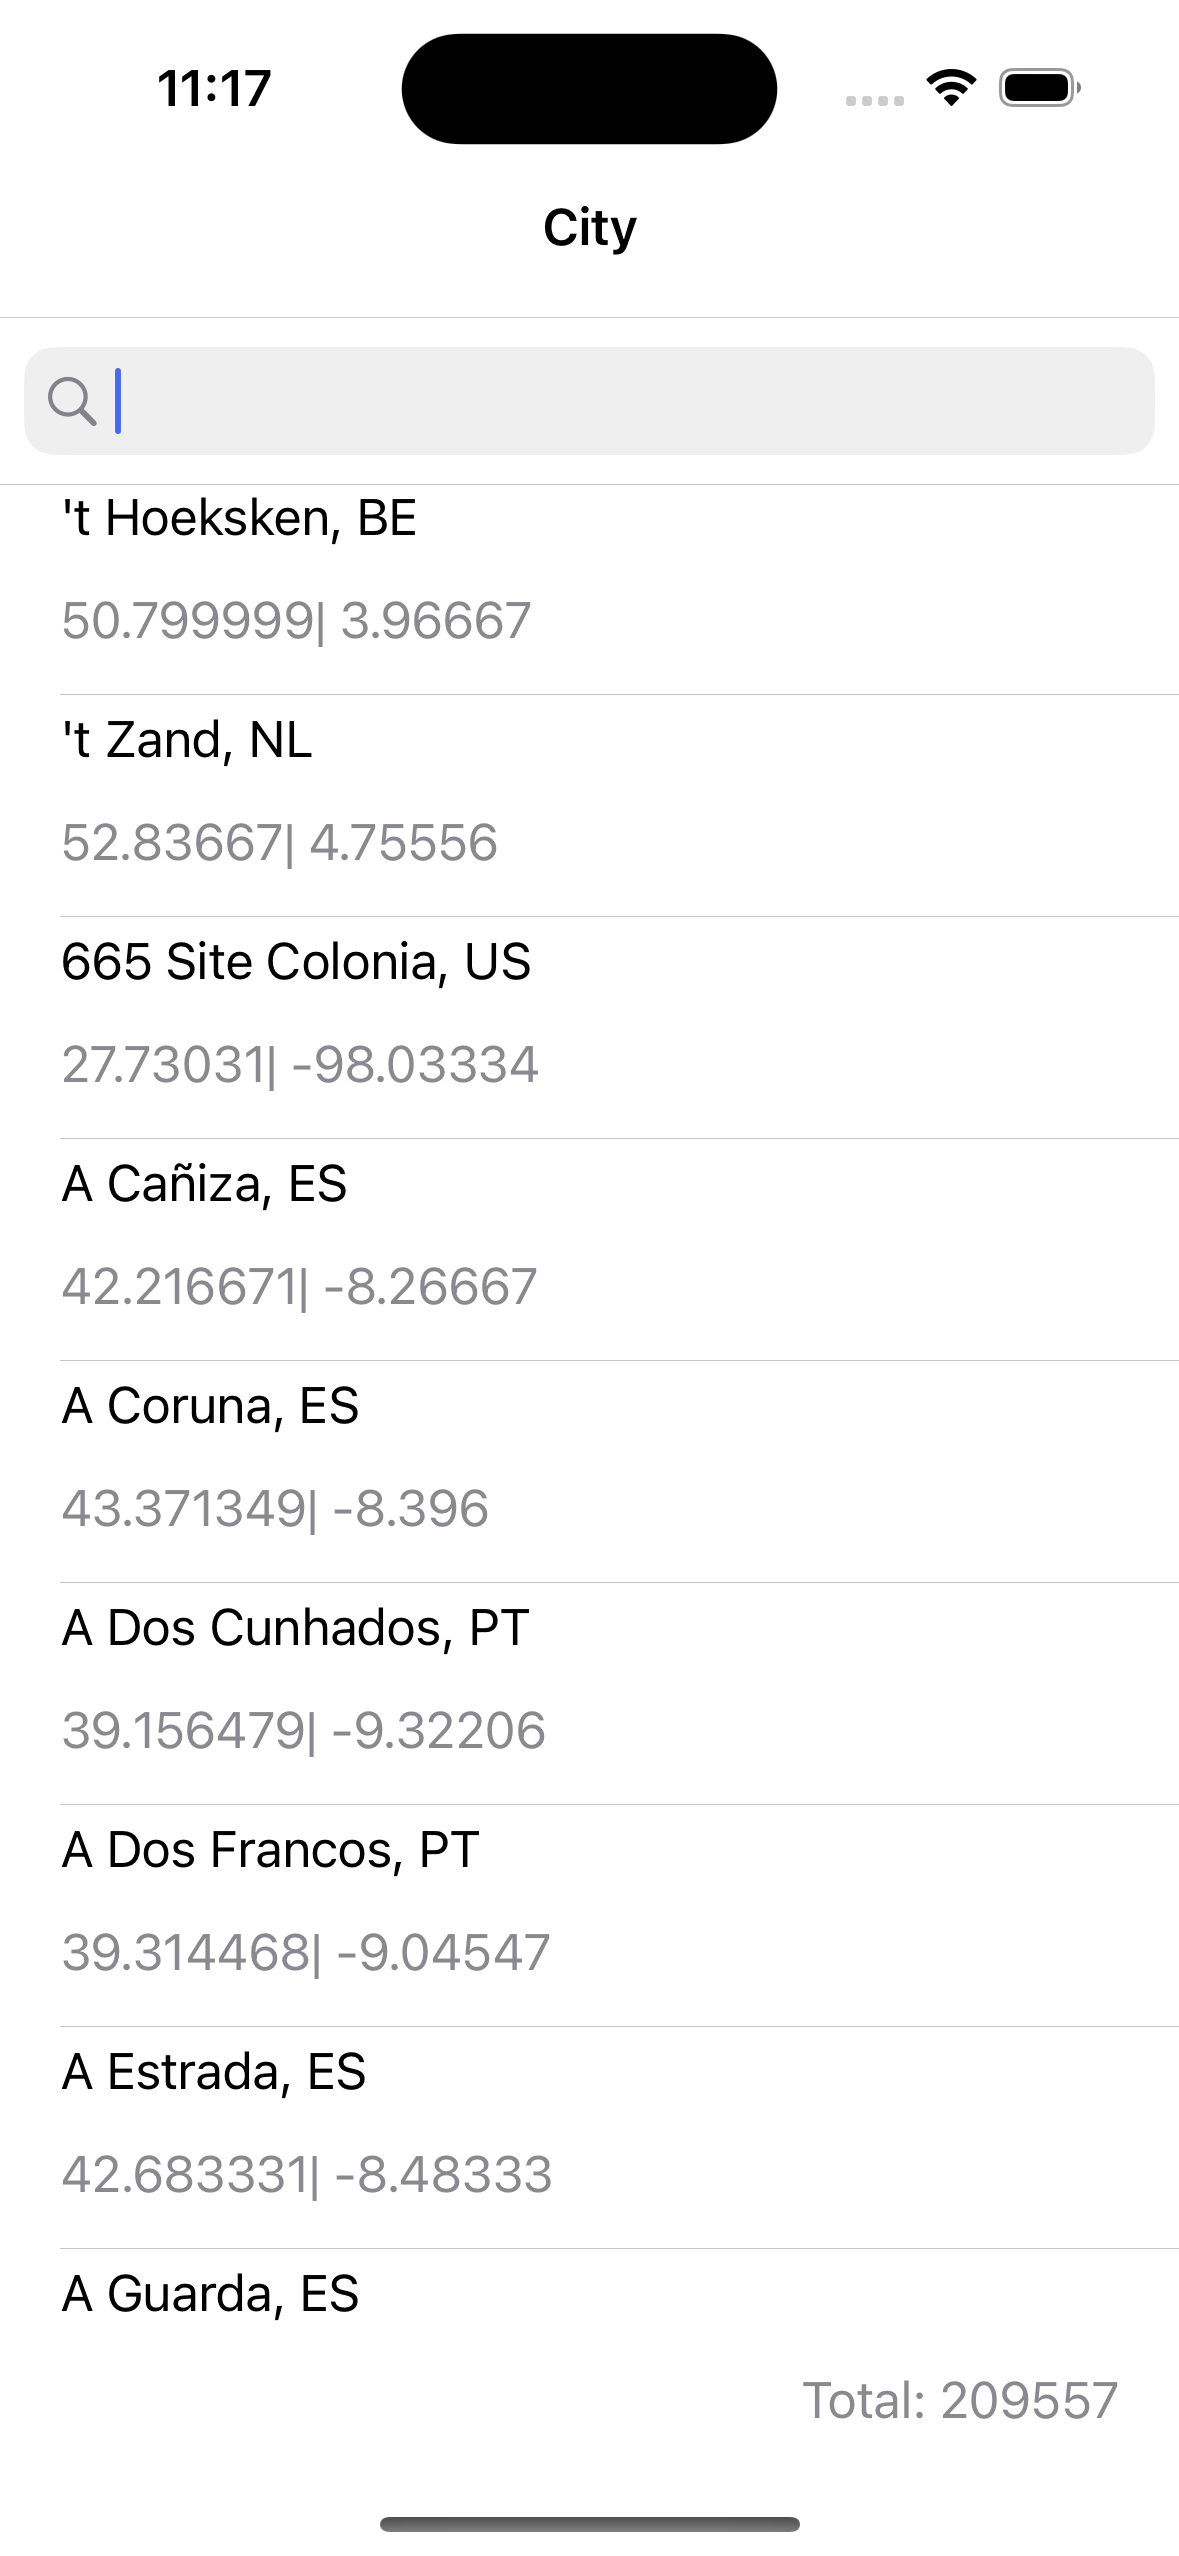 11:17
City
't Hoeksken, BE
50.799999| 3.96667
't Zand, NL
52.83667| 4.75556
665 Site Colonia, US
27.73031| -98.03334
A Cañiza, ES
42.216671| -8.26667
A Coruna, ES
43.371349| -8.396
A Dos Cunhados, PT
39.156479| -9.32206
A Dos Francos, PT
39.314468| -9.04547
A Estrada, ES
42.683331| -8.48333
A Guarda, ES
Total: 209557